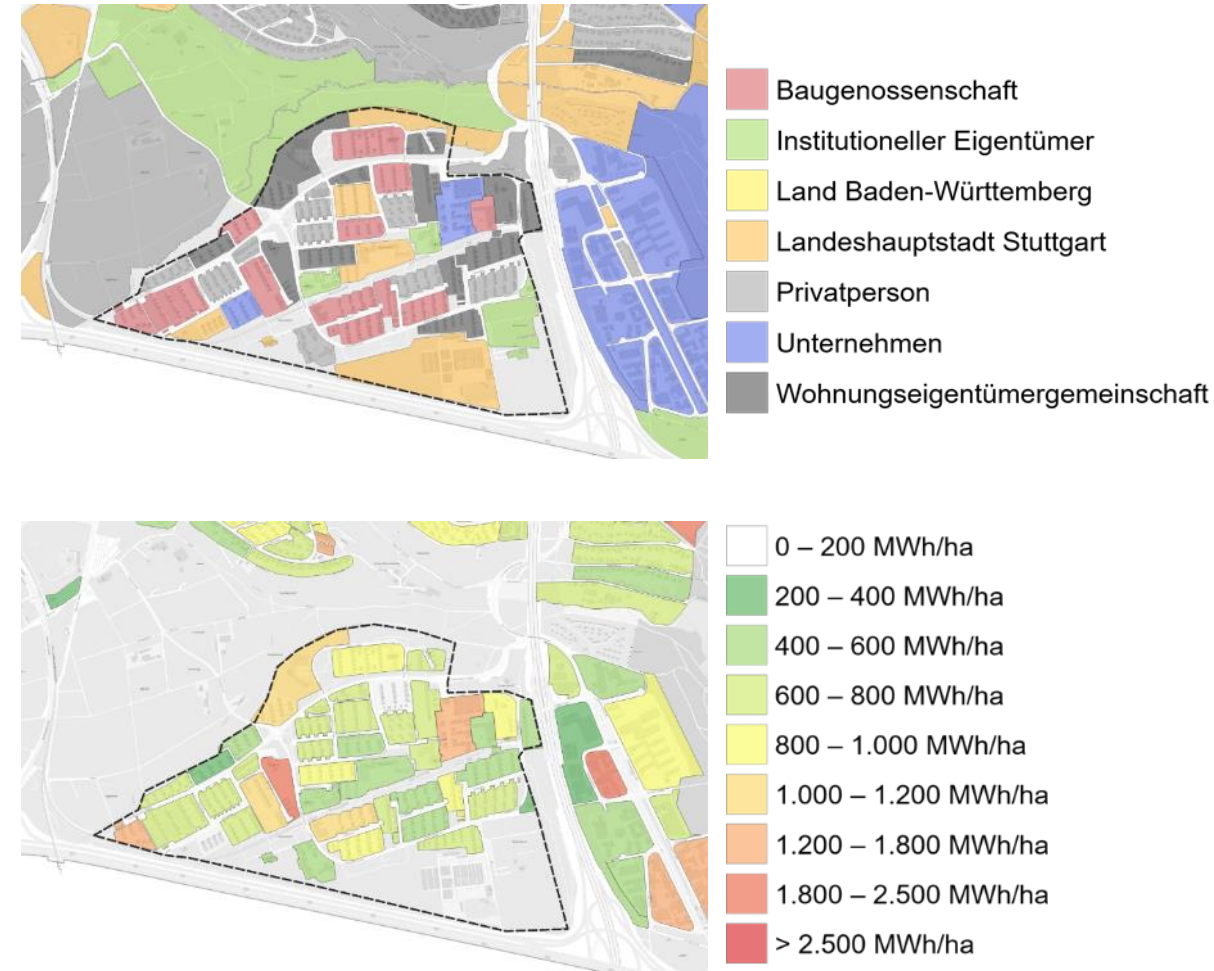 Baugenossenschaft
Institutioneller Eigentümer
Land Baden-Württemberg
Landeshauptstadt Stuttgart
Privatperson
Unternehmen
Wohnungseigentümergemeinschaft
0 – 200 MWh/ha
200 – 400 MWh/ha
400 – 600 MWh/ha
600 – 800 MWh/ha
800 – 1.000 MWh/ha
1.000 – 1.200 MWh/ha
1.200 – 1.800 MWh/ha
1.800 – 2.500 MWh/ha
> 2.500 MWh/ha